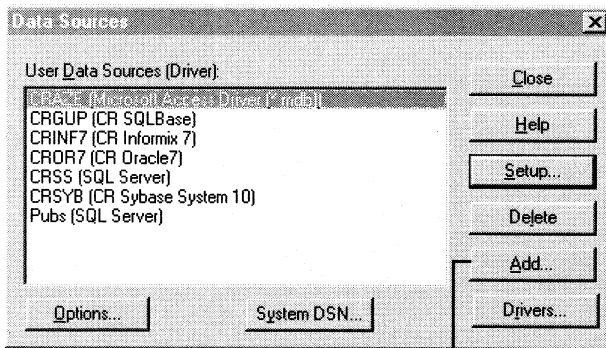 Data Sources
User Data Sources (Driver):
CRAZE (Microsoft Access Driver (*.mdb))
CRGUP (CR SQLBase)
CRINF7 (CR Informix 7)
CROR7 (CR Oracle7)
CRSS (SQL Server)
CRSYB (CR Sybase System 10)
Pubs (SQL Server)
Close
Help
Setup...
Delete
Add...
Drivers...
Options...
System DSN...